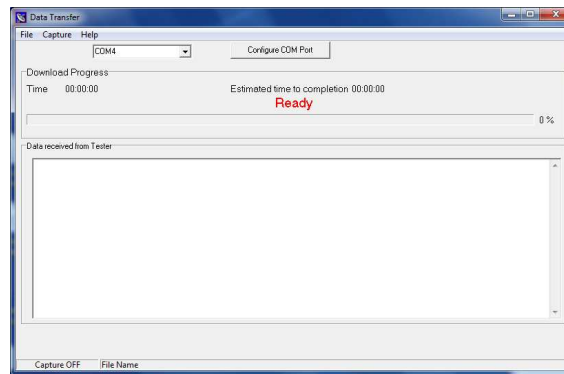 Data Transfer
File Capture Help
COM4 Configure COM Port
Download Progress
Time 00:00:00 Estimated time to completion 00:00:00
Ready
0 %
Data received from Tester
Capture OFF File Name